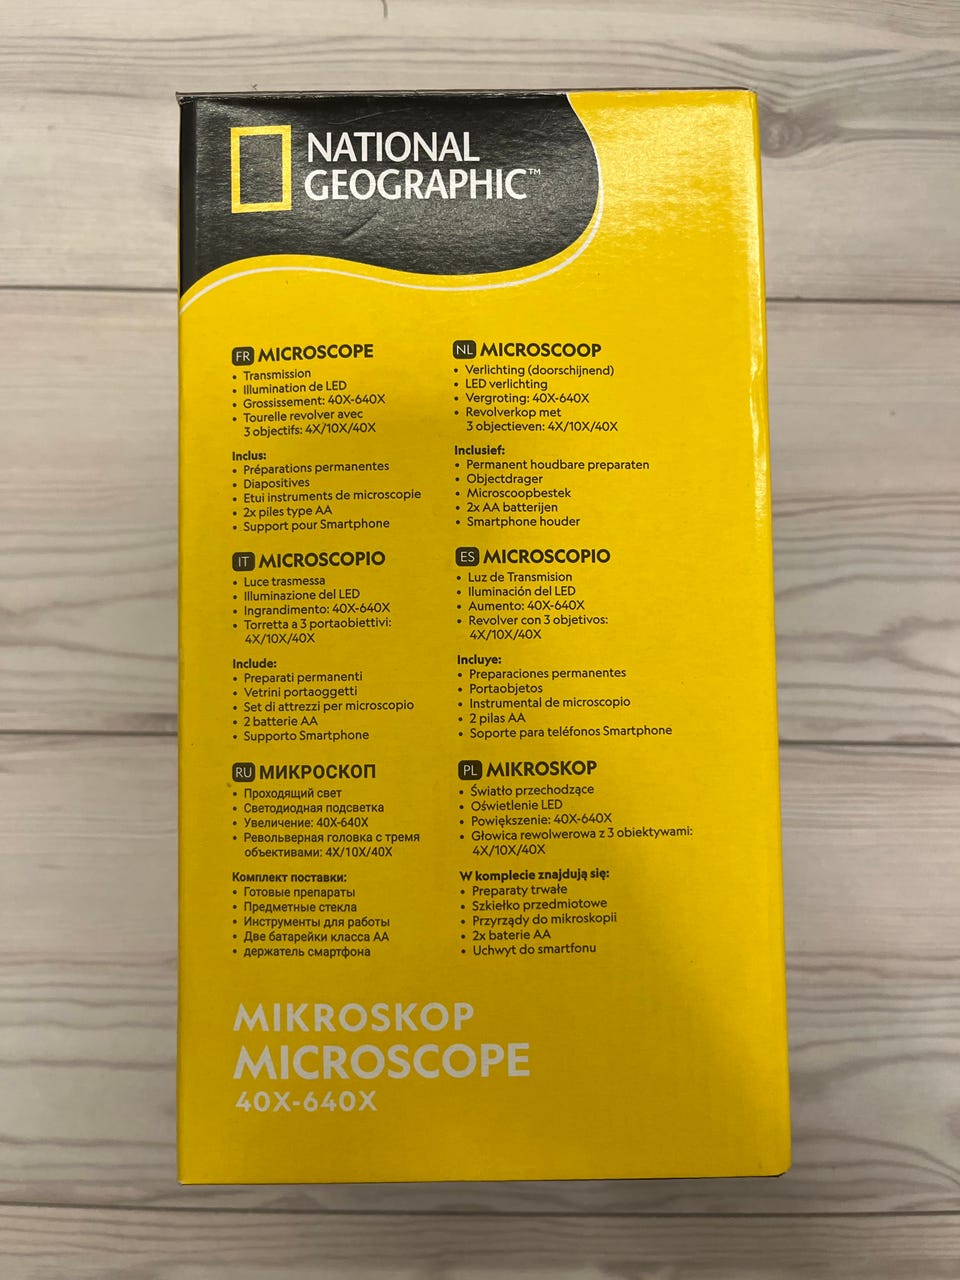 NATIONAL
GEOGRAPHIC™
FR MICROSCOPE
• Transmission
• Illumination de LED
• Grossissement: 40X-640X
• Tourelle revolver avec
3 objectifs: 4X/10X/40X
Inclus:
• Préparations permanentes
• Diapositives
• Etui instruments de microscopie
• 2x piles type AA
• Support pour Smartphone
NL MICROSCOOP
• Verlichting (doorschijnend)
• LED verlichting
• Vergroting: 40X-640X
• Revolverkop met
3 objectieven: 4X/10X/40X
Inclusief:
• Permanent houdbare preparaten
• Objectdrager
• Microscoopbestek
• 2x AA batterijen
• Smartphone houder
IT MICROSCOPIO
• Luce trasmessa
• Illuminazione del LED
• Ingrandimento: 40X-640X
• Torretta a 3 portaobiettivi:
4X/10X/40X
Include:
• Preparati permanenti
• Vetrini portaoggetti
• Set di attrezzi per microscopio
• 2 batterie AA
• Supporto Smartphone
ES MICROSCOPIO
• Luz de Transmision
• Iluminación del LED
• Aumento: 40X-640X
• Revolver con 3 objetivos:
4X/10X/40X
Incluye:
• Preparaciones permanentes
• Portaobjetos
• Instrumental de microscopio
• 2 pilas AA
• Soporte para teléfonos Smartphone
RU МИКРОСКОП
• Проходящий свет
• Светодиодная подсветка
• Увеличение: 40X-640X
• Револьверная головка с тремя
объективами: 4X/10X/40X
Комплект поставки:
• Готовые препараты
• Предметные стекла
• Инструменты для работы
• Две батарейки класса АА
• держатель смартфона
PL MIKROSKOP
• Światło przechodzące
• Oświetlenie LED
• Powiększenie: 40X-640X
• Głowica rewolwerowa z 3 obiektywami:
4X/10X/40X
W komplecie znajdują się:
• Preparaty trwałe
• Szkiełko przedmiotowe
• Przyrządy do mikroskopii
• 2x baterie AA
• Uchwyt do smartfonu
MIKROSKOP
MICROSCOPE
40X-640X